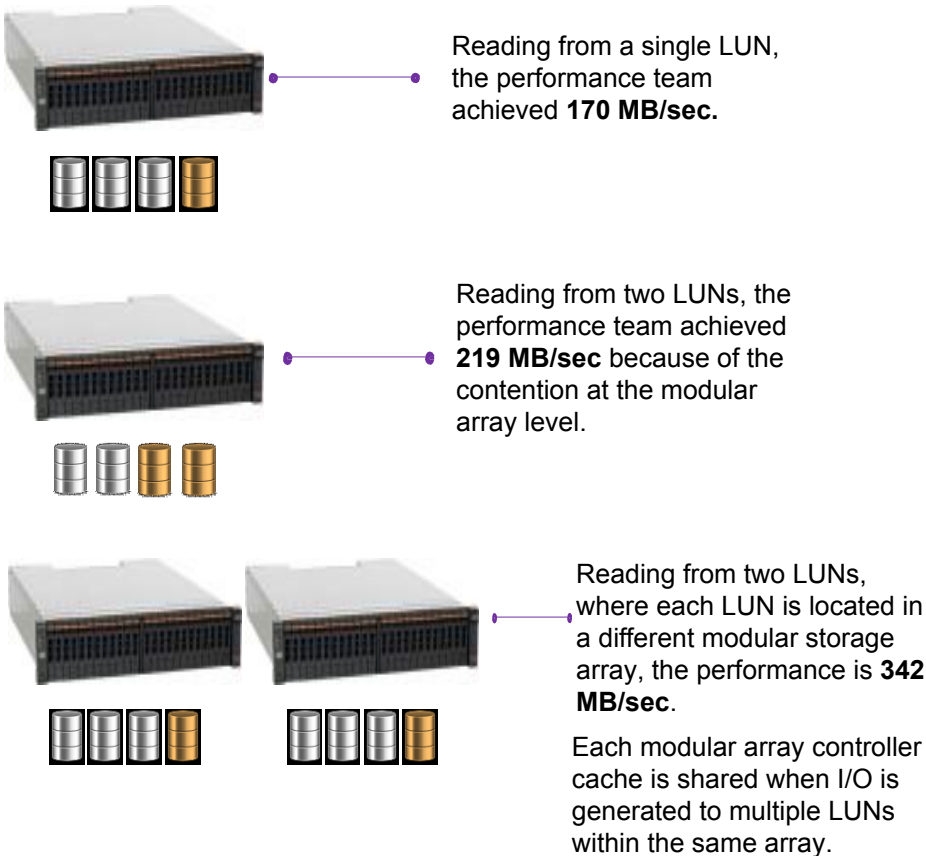 Reading from a single LUN,
the performance team
achieved 170 MB/sec.
Reading from two LUNs, the
performance team achieved
219 MB/sec because of the
contention at the modular
array level.
Reading from two LUNs,
where each LUN is located in
a different modular storage
array, the performance is 342
MB/sec.
Each modular array controller
cache is shared when I/O is
generated to multiple LUNs
within the same array.